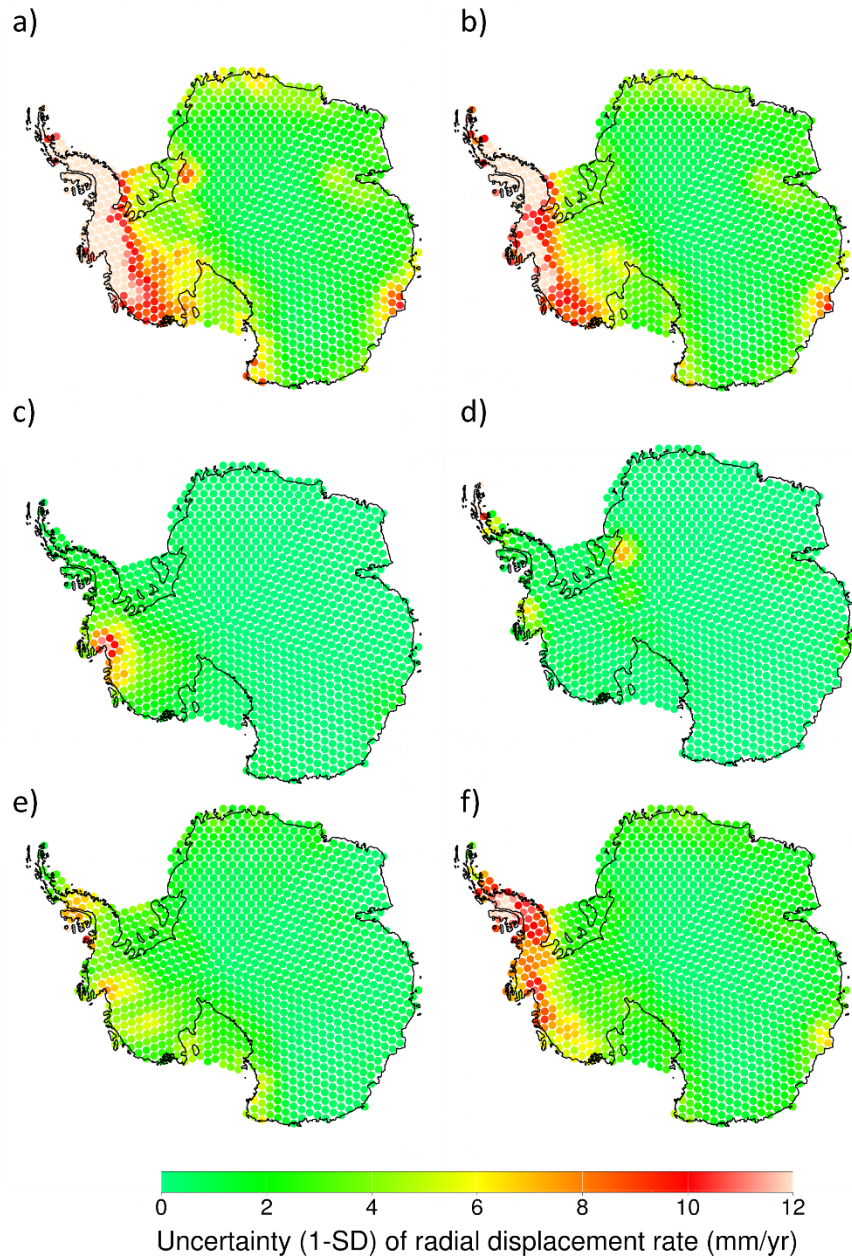 a) b)
c) d)
e) f)
0 2 4 6 8 10 12
Uncertainty (1-SD) of radial displacement rate (mm/yr)